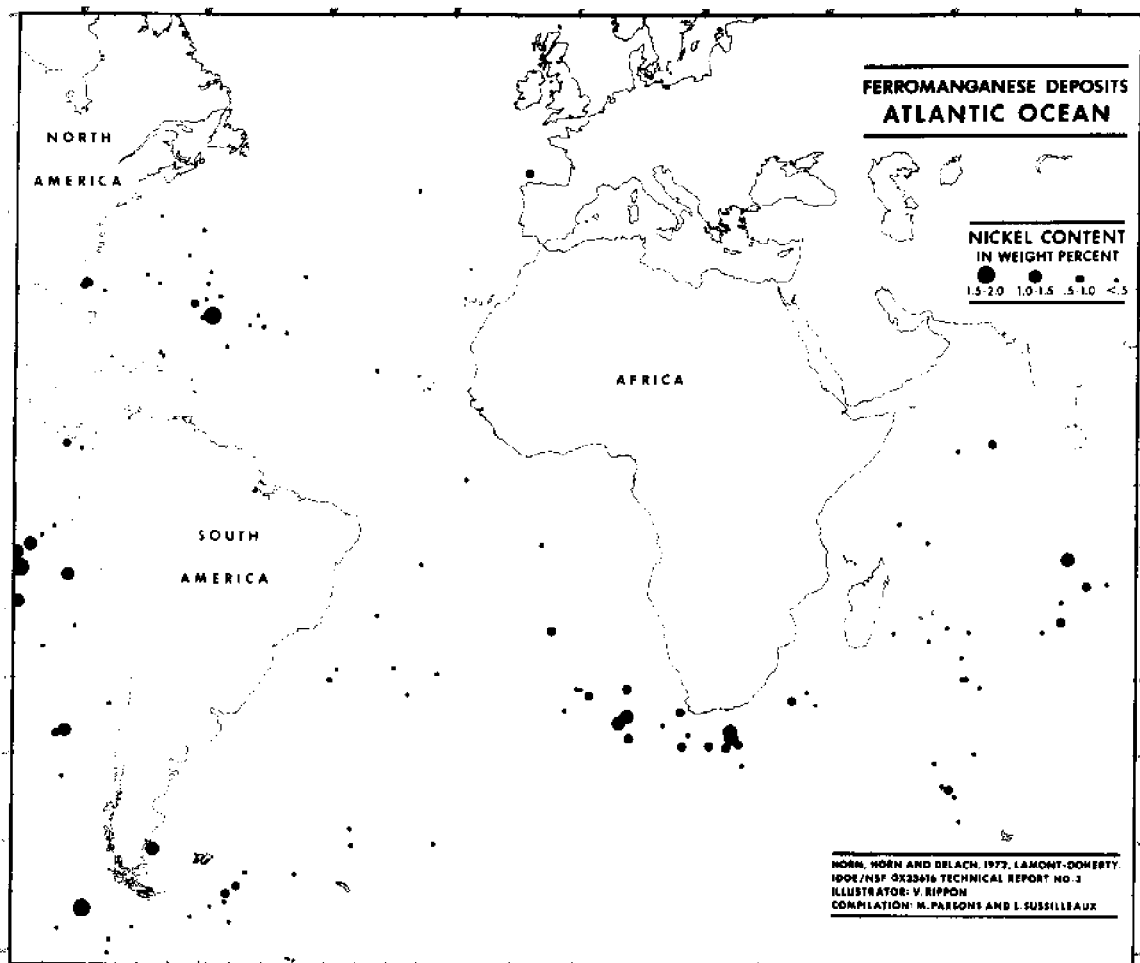 FERROMANGANESE DEPOSITS
ATLANTIC OCEAN
NORTH
AMERICA
NICKEL CONTENT
IN WEIGHT PERCENT
1.5-2.0 1.0-1.5 .5-1.0 <.5
AFRICA
SOUTH
AMERICA
HORN, HORN AND DELACH, 1972, LAMONT-DOHERTY
IDOE/NSF GX33616 TECHNICAL REPORT NO. 3
ILLUSTRATOR: V. RIPPON
COMPILATION: M. PARSONS AND L. SUSSILLEAUX